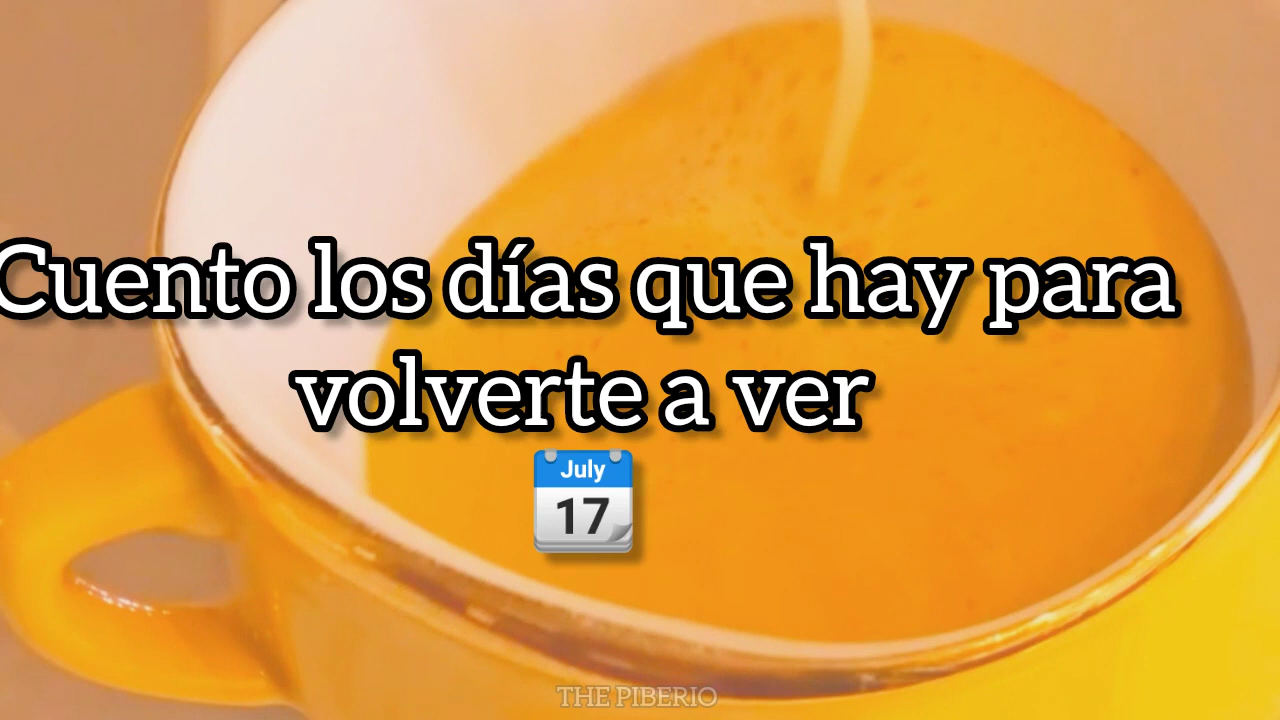 Cuento los días que hay para
volverte a ver
July
17
THE PIBERIO